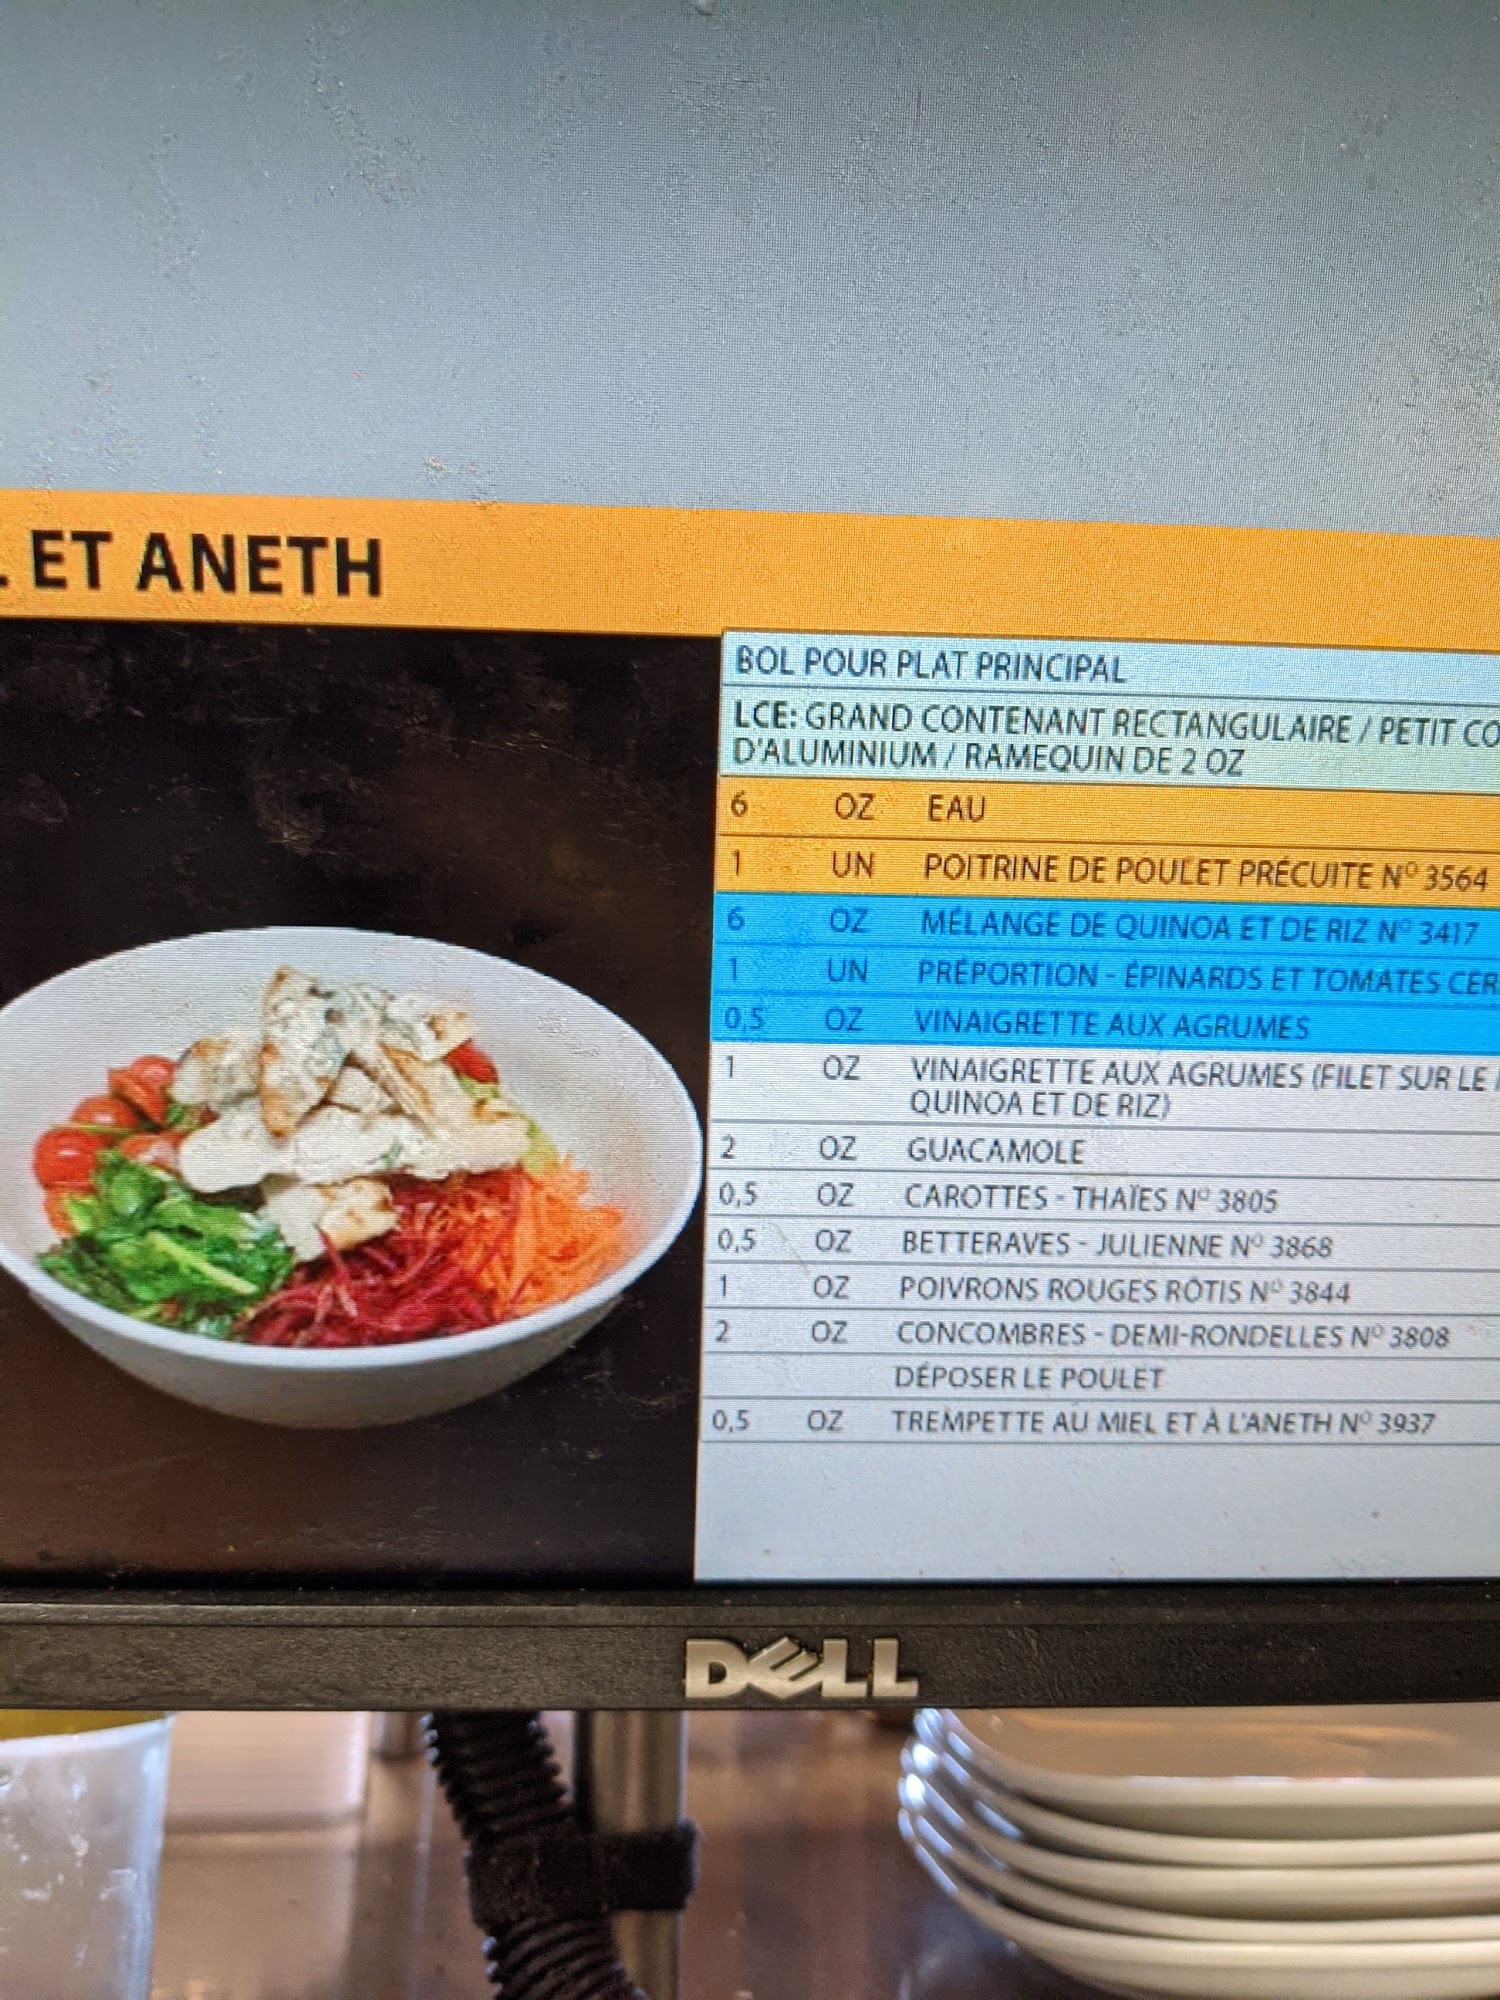 ET ANETH
BOL POUR PLAT PRINCIPAL
LCE: GRAND CONTENANT RECTANGULAIRE / PETIT CO
D'ALUMINIUM / RAMEQUIN DE 2 OZ
6 OZ EAU
1 UN POITRINE DE POULET PRÉCUITE Nº 3564
6 OZ MÉLANGE DE QUINOA ET DE RIZ Nº 3417
1 UN PRÉPORTION - ÉPINARDS ET TOMATES CER
0,5 OZ VINAIGRETTE AUX AGRUMES
1 OZ VINAIGRETTE AUX AGRUMES (FILET SUR LE
QUINOA ET DE RIZ)
2 OZ GUACAMOLE
0,5 OZ CAROTTES - THAÏES Nº 3805
0,5 OZ BETTERAVES - JULIENNE Nº 3868
1 OZ POIVRONS ROUGES RÔTIS Nº 3844
2 OZ CONCOMBRES - DEMI-RONDELLES Nº 3808
DÉPOSER LE POULET
0,5 OZ TREMPETTE AU MIEL ET À L'ANETH Nº 3937
DELL